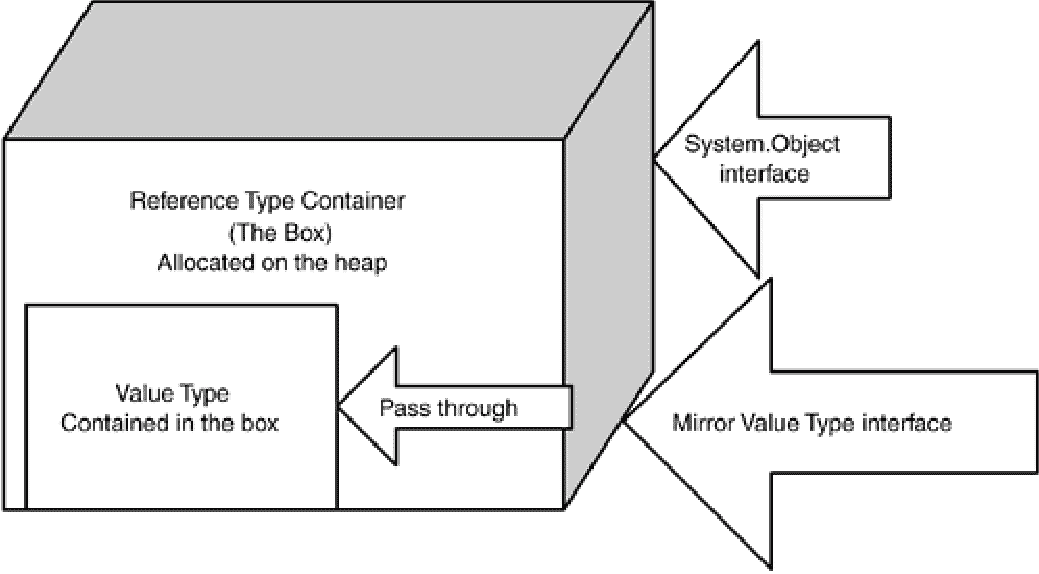 System.Object
interface
Reference Type Container
(The Box)
Allocated on the heap
Value Type
Contained in the box
Pass through
Mirror Value Type interface